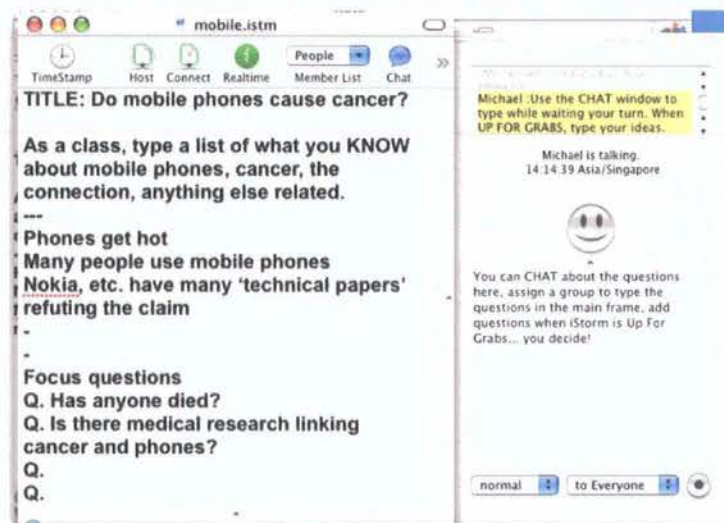 mobile.istm
People
TimeStamp Host Connect Realtime Member List Chat
TITLE: Do mobile phones cause cancer?
As a class, type a list of what you KNOW
about mobile phones, cancer, the
connection, anything else related.
---
Phones get hot
Many people use mobile phones
Nokia, etc. have many ‘technical papers’
refuting the claim
-
-
Focus questions
Q. Has anyone died?
Q. Is there medical research linking
cancer and phones?
Q.
Q.
Michael :Use the CHAT window to
type while waiting your turn. When
UP FOR GRABS, type your ideas.
Michael is talking.
14:14:39 Asia/Singapore
You can CHAT about the questions
here, assign a group to type the
questions in the main frame, add
questions when iStorm is Up For
Grabs... you decide!
normal to Everyone